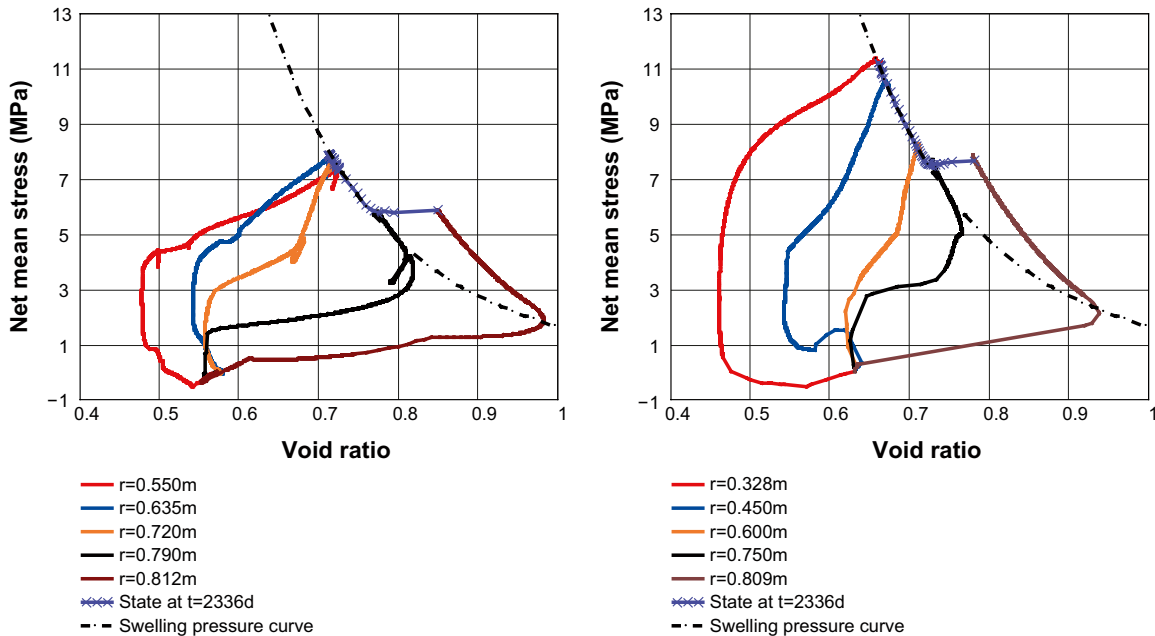 13
11
9
7
5
3
1
−1
0.4
0.5
0.6
0.7
0.8
0.9
1
Net mean stress (MPa)
Void ratio
r=0.550m
r=0.635m
r=0.720m
r=0.790m
r=0.812m
State at t=2336d
Swelling pressure curve
13
11
9
7
5
3
1
−1
0.4
0.5
0.6
0.7
0.8
0.9
1
Net mean stress (MPa)
Void ratio
r=0.328m
r=0.450m
r=0.600m
r=0.750m
r=0.809m
State at t=2336d
Swelling pressure curve